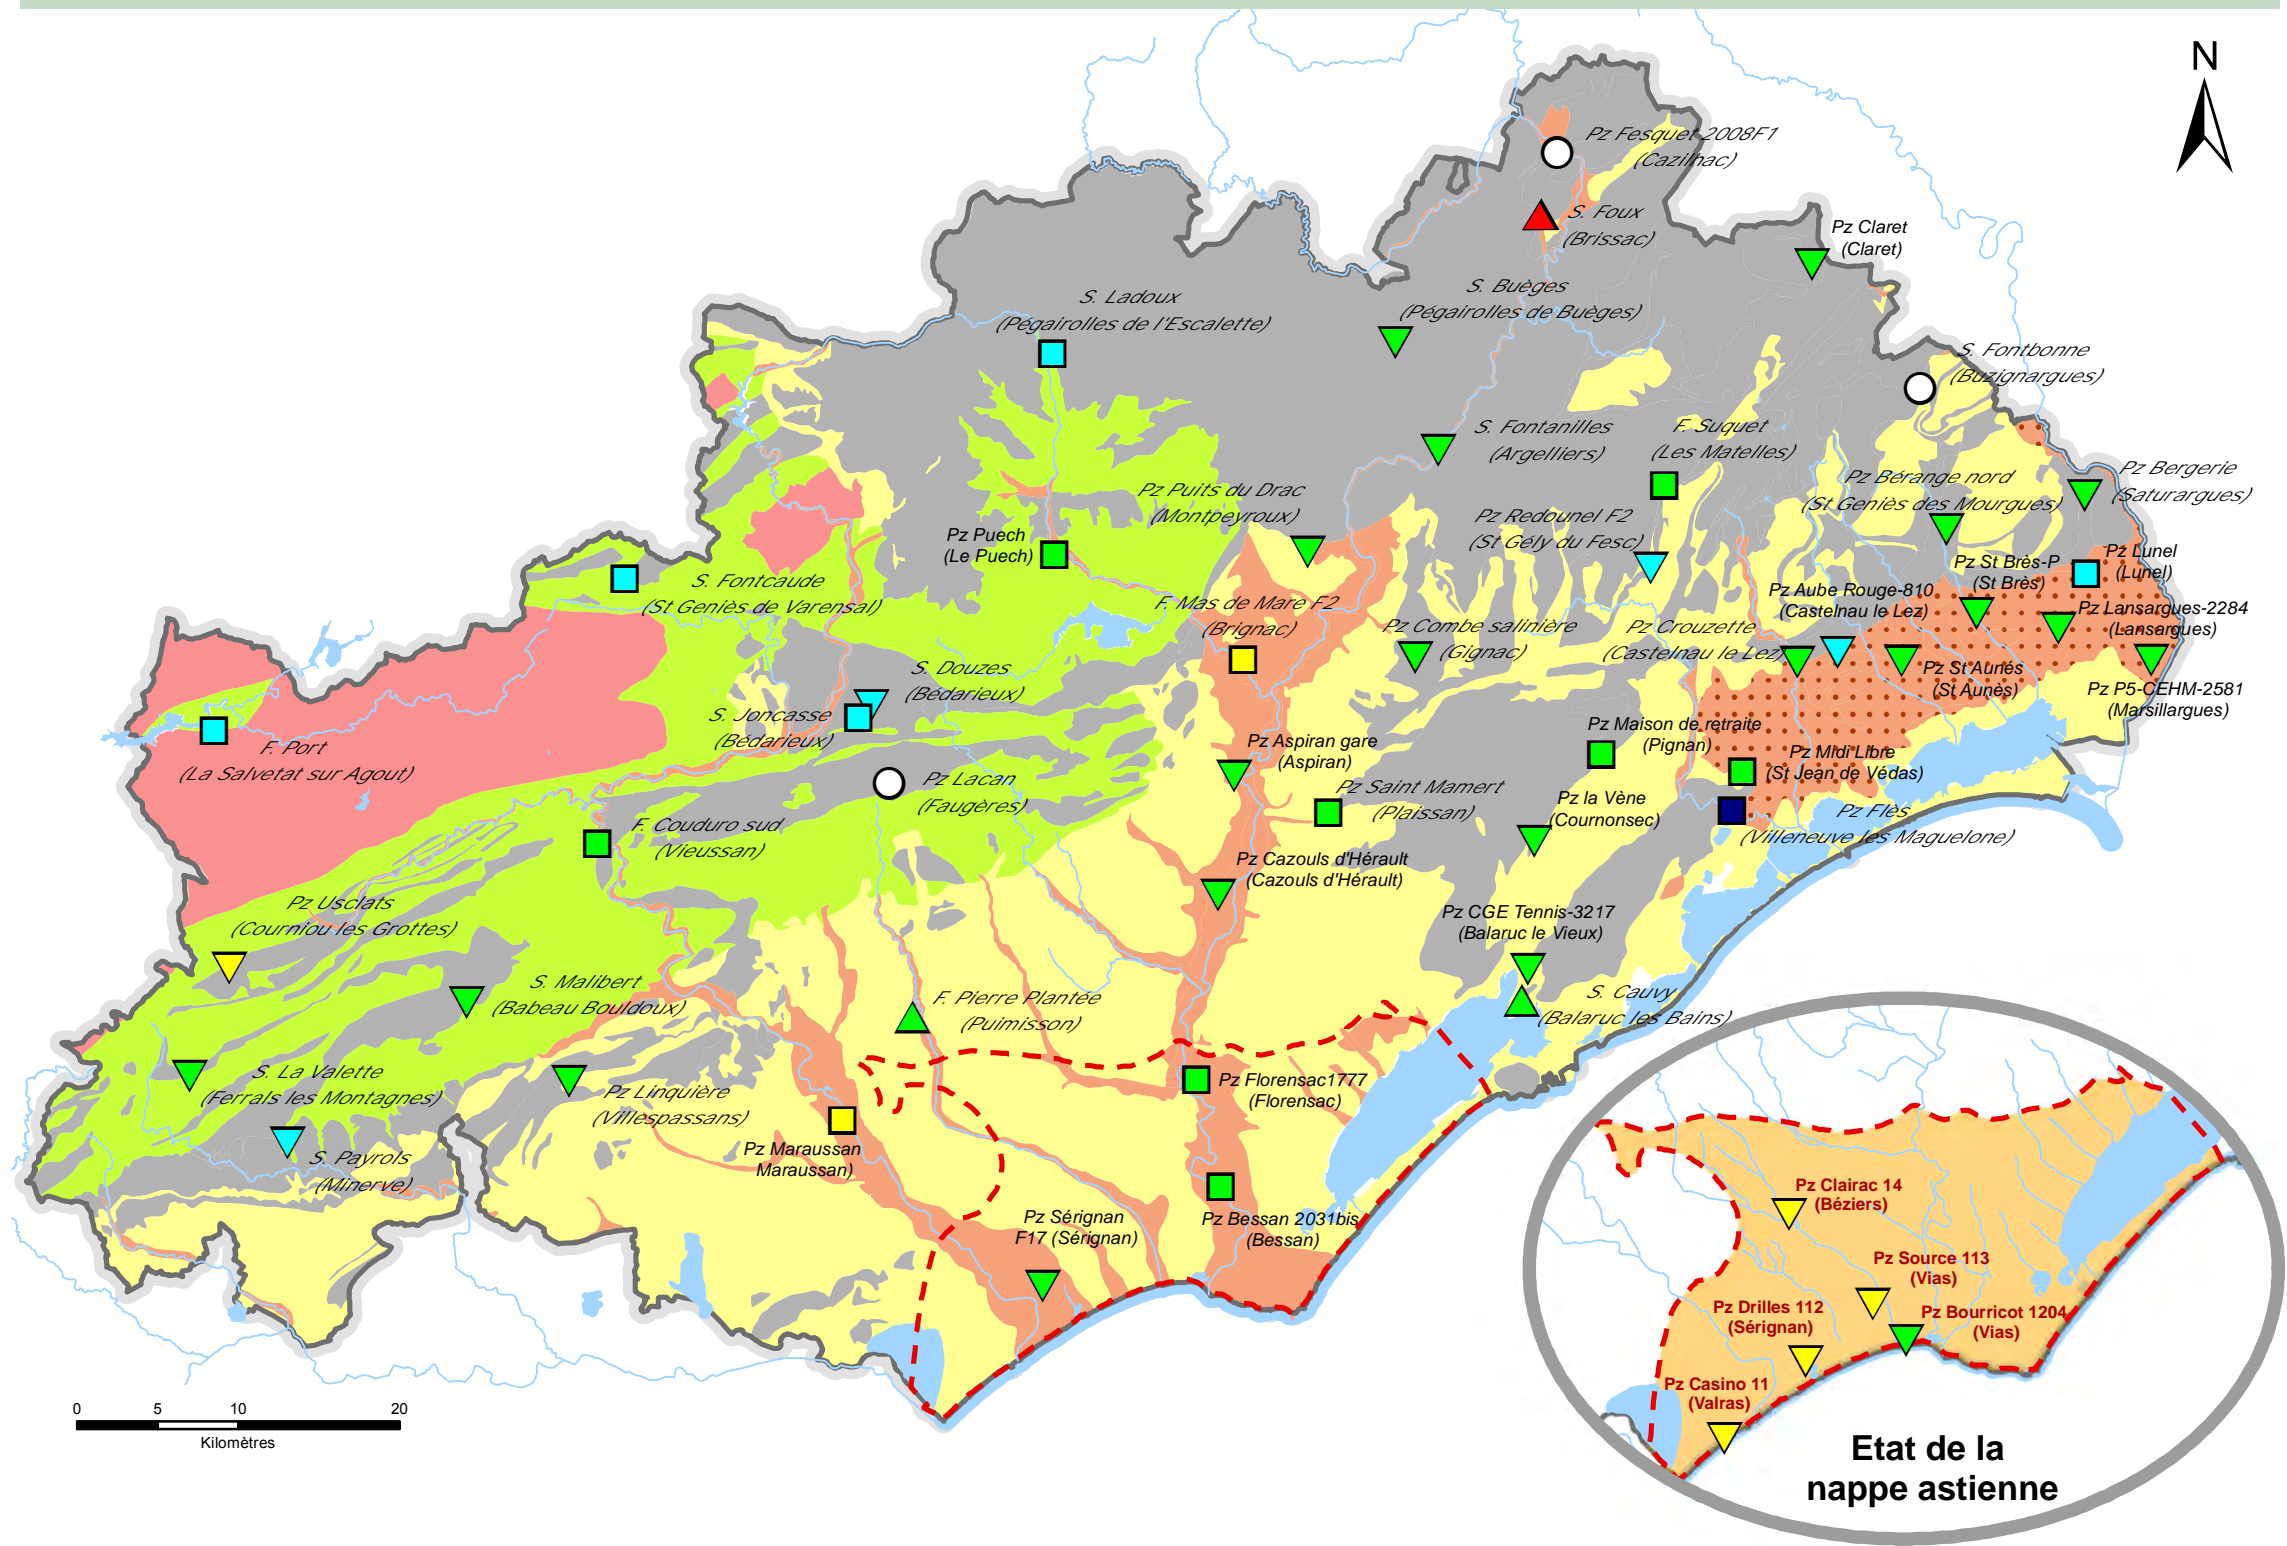 N
Pz Fesquet 2008F1
(Cazilhac)
S. Foux
(Brissac)
Pz Claret
(Claret)
S. Buèges
(Pégairolles de Buèges)
S. Ladoux
(Pégairolles de l'Escalette)
S. Fontbonne
(Buzignargues)
S. Fontanilles
(Argelliers)
F. Suquet
(Les Matelles)
Pz Bérange nord
(St Geniès des Mourgues)
Pz Bergerie
(Saturargues)
Pz Puits du Drac
(Montpeyroux)
Pz Redounel F2
(St Gély du Fesc)
Pz Puech
(Le Puech)
Pz St Brès-P
(St Brès)
Pz Lunel
(Lunel)
S. Fontcaude
(St Geniès de Varensal)
Pz Aube Rouge-810
(Castelnau le Lez)
Pz Lansargues-2284
(Lansargues)
F. Mas de Mare F2
(Brignac)
Pz Combe salinière
(Gignac)
Pz Crouzette
(Castelnau le Lez)
S. Douzes
(Bédarieux)
Pz St Aunés
(St Aunès)
Pz P5-CEHM-2581
(Marsillargues)
S. Joncasse
(Bédarieux)
F. Port
(La Salvetat sur Agout)
Pz Maison de retraite
(Pignan)
Pz Aspiran gare
(Aspiran)
Pz Midi Libre
(St Jean de Védas)
Pz Lacan
(Faugères)
Pz Saint Mamert
(Plaissan)
Pz la Vène
(Cournonsec)
Pz Flès
(Villeneuve les Maguelone)
F. Couduro sud
(Vieussan)
Pz Cazouls d'Hérault
(Cazouls d'Hérault)
Pz Usclats
(Courniou les Grottes)
Pz CGE Tennis-3217
(Balaruc le Vieux)
S. Malibert
(Babeau Bouldoux)
F. Pierre Plantée
(Puimisson)
S. Cauvy
(Balaruc les Bains)
S. La Valette
(Ferrals les Montagnes)
Pz Linquière
(Villespassans)
Pz Florensac1777
(Florensac)
Pz Maraussan
Maraussan)
S. Payrols
(Minerve)
Pz Sérignan
F17 (Sérignan)
Pz Bessan 2031bis
(Bessan)
Pz Clairac 14
(Béziers)
Pz Source 113
(Vias)
Pz Drilles 112
(Sérignan)
Pz Bourricot 1204
(Vias)
Pz Casino 11
(Valras)
Etat de la
nappe astienne
0 5 10 20
Kilomètres